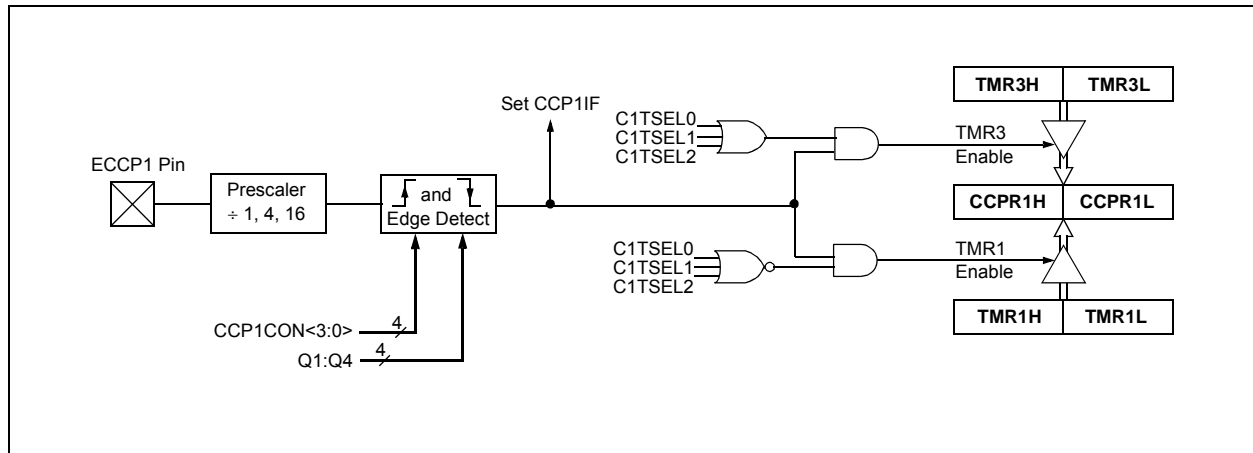 TMR3H TMR3L
Set CCP1IF
C1TSEL0
C1TSEL1
C1TSEL2
TMR3
Enable
ECCP1 Pin
Prescaler
÷ 1, 4, 16
and
Edge Detect
CCPR1H CCPR1L
C1TSEL0
C1TSEL1
C1TSEL2
TMR1
Enable
TMR1H TMR1L
CCP1CON<3:0> 4
Q1:Q4 4